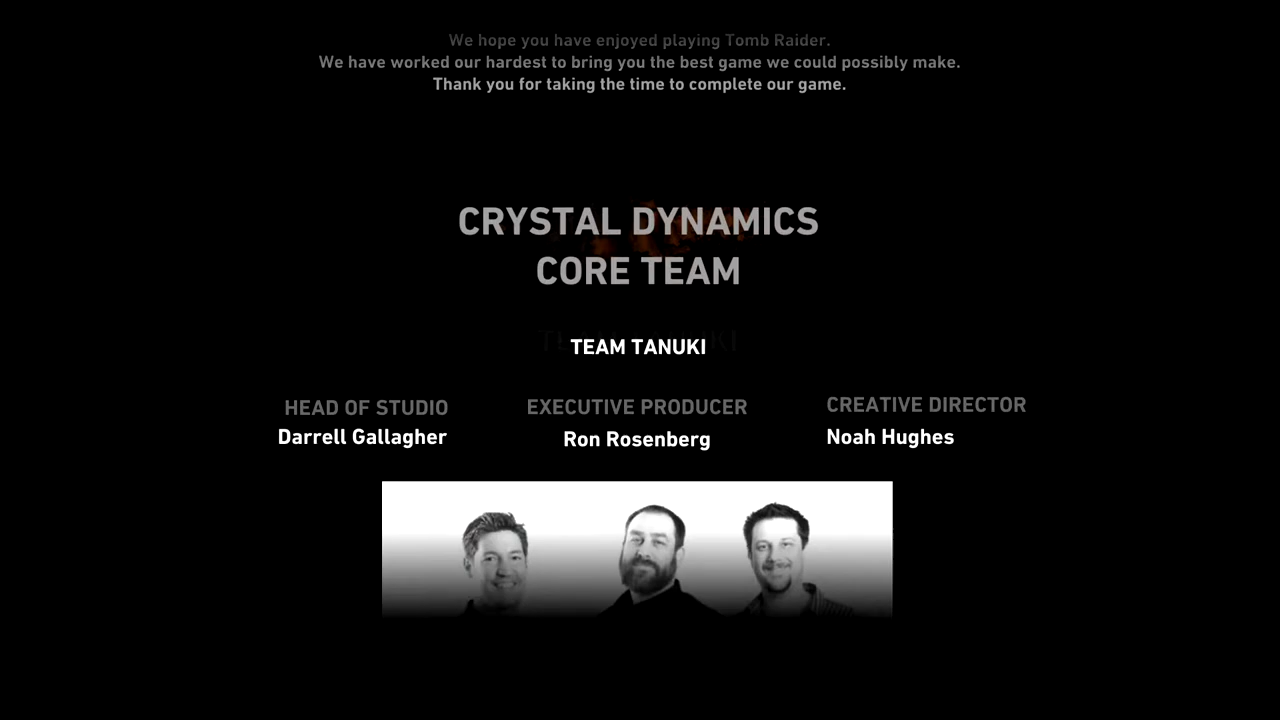 We hope you have enjoyed playing Tomb Raider.
We have worked our hardest to bring you the best game we could possibly make.
Thank you for taking the time to complete our game.
CRYSTAL DYNAMICS
CORE TEAM
TEAM TANUKI
HEAD OF STUDIO
Darrell Gallagher
EXECUTIVE PRODUCER
Ron Rosenberg
CREATIVE DIRECTOR
Noah Hughes